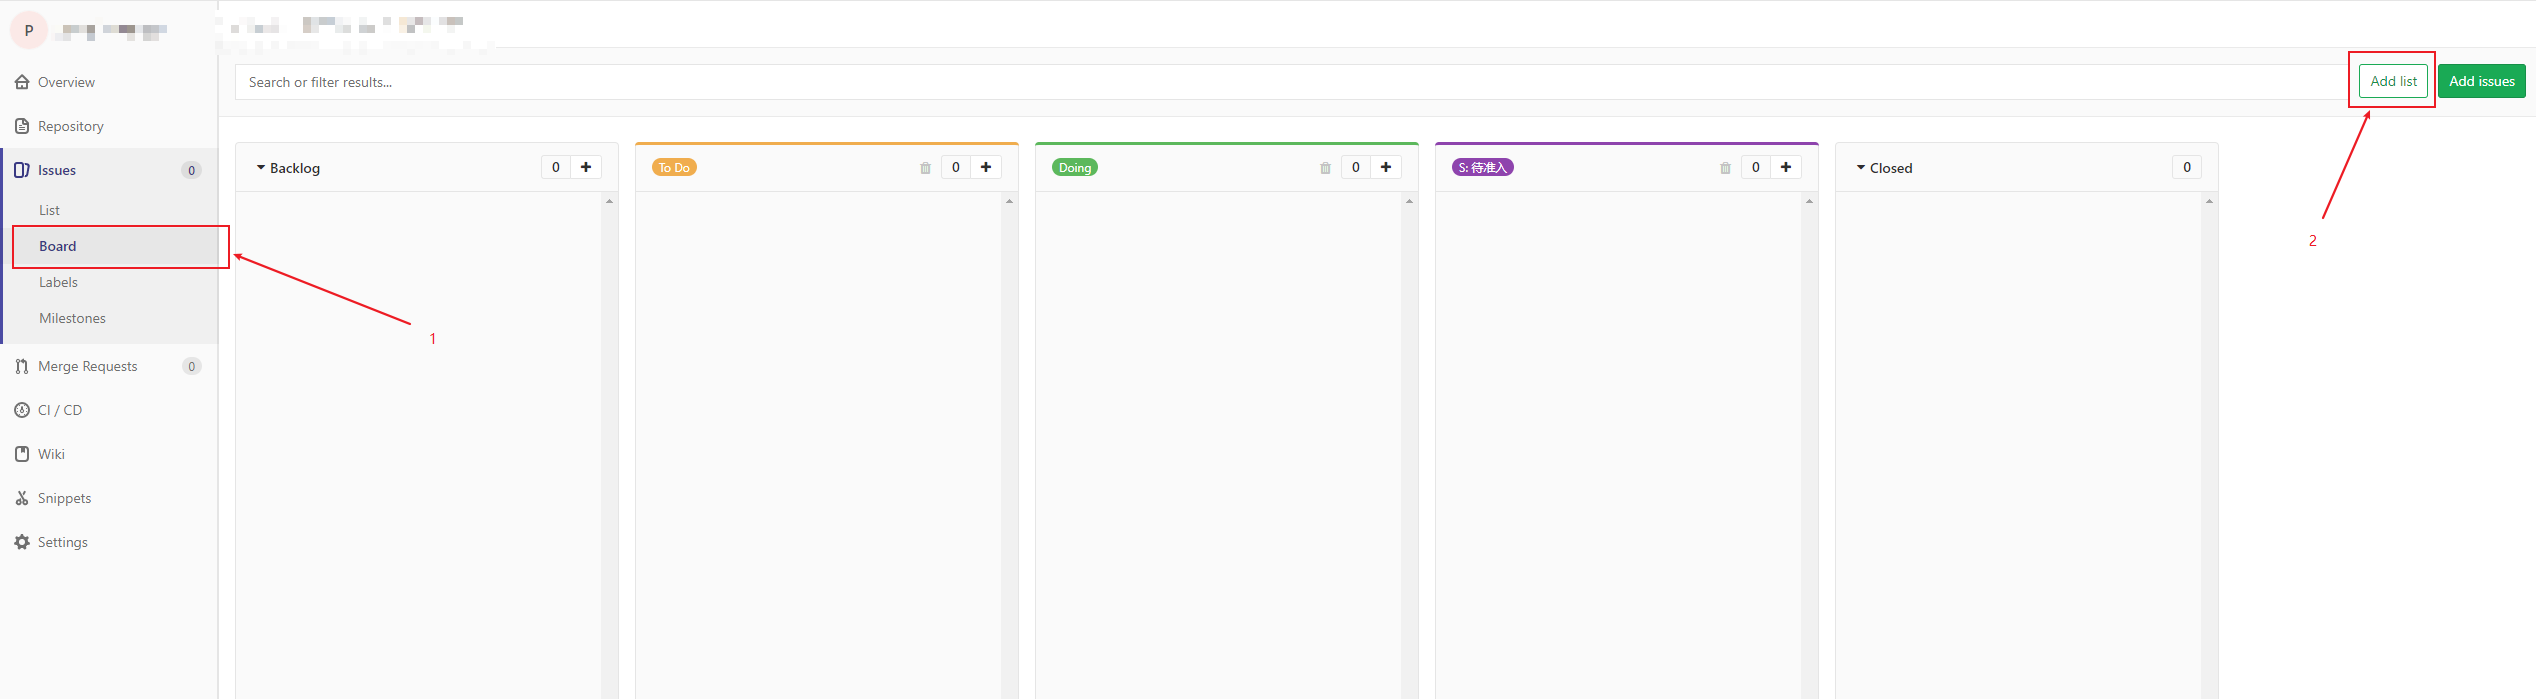 P
Overview
Repository
Issues 0
List
Board
Labels
Milestones
Merge Requests 0
CI / CD
Wiki
Snippets
Settings
Search or filter results...
Add list
Add issues
Backlog 0
To Do 0
Doing 0
S: 待准入 0
Closed 0
1
2